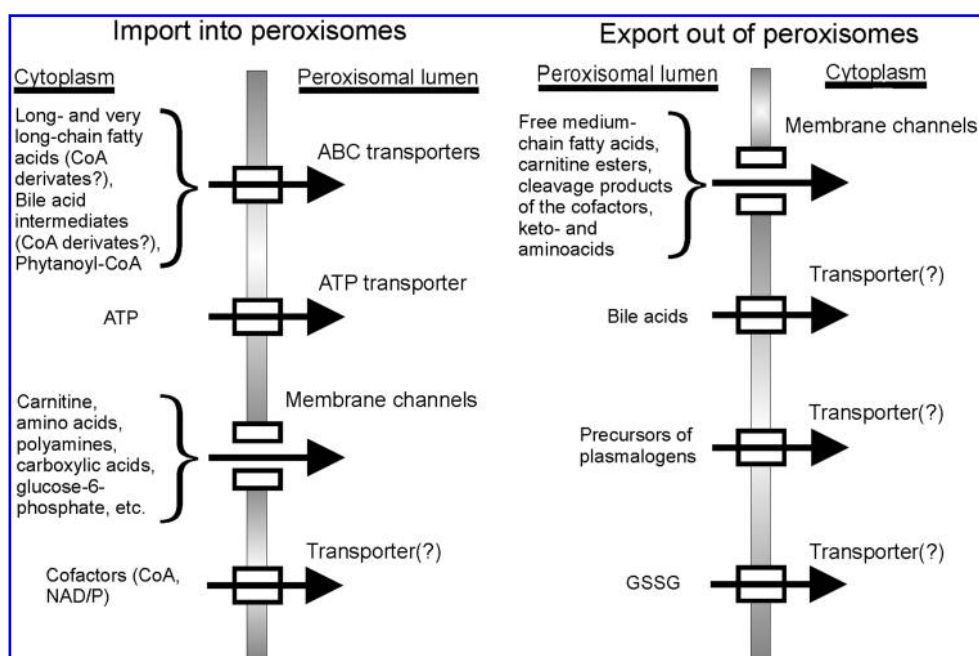 Import into peroxisomes
Cytoplasm
Peroxisomal lumen
Long- and very
long-chain fatty
acids (CoA
derivates?),
Bile acid
intermediates
(CoA derivates?),
Phytanoyl-CoA
ABC transporters
ATP
ATP transporter
Carnitine,
amino acids,
polyamines,
carboxylic acids,
glucose-6-
phosphate, etc.
Membrane channels
Cofactors (CoA,
NAD/P)
Transporter(?)
Export out of peroxisomes
Peroxisomal lumen
Cytoplasm
Free medium-
chain fatty acids,
carnitine esters,
cleavage products
of the cofactors,
keto- and
aminoacids
Membrane channels
Bile acids
Transporter(?)
Precursors of
plasmalogens
Transporter(?)
GSSG
Transporter(?)